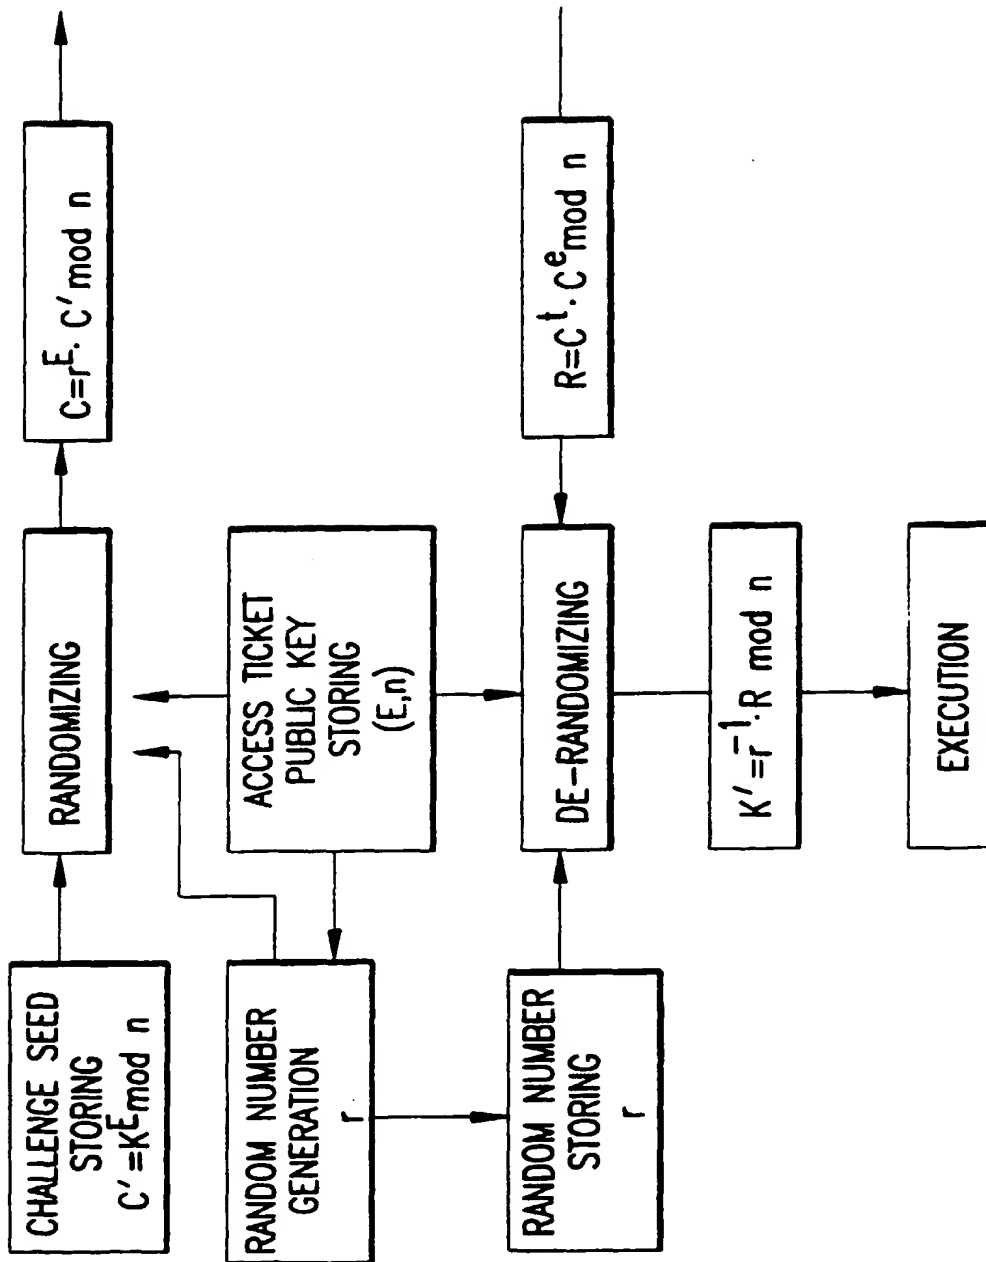 CHALLENGE SEED
STORING
C′=K^E mod n
RANDOMIZING
C=r^E· C′ mod n
RANDOM NUMBER
GENERATION
r
ACCESS TICKET
PUBLIC KEY
STORING
(E,n)
RANDOM NUMBER
STORING
r
DE-RANDOMIZING
R=C^t· C^e mod n
K′=r^-1·R mod n
EXECUTION